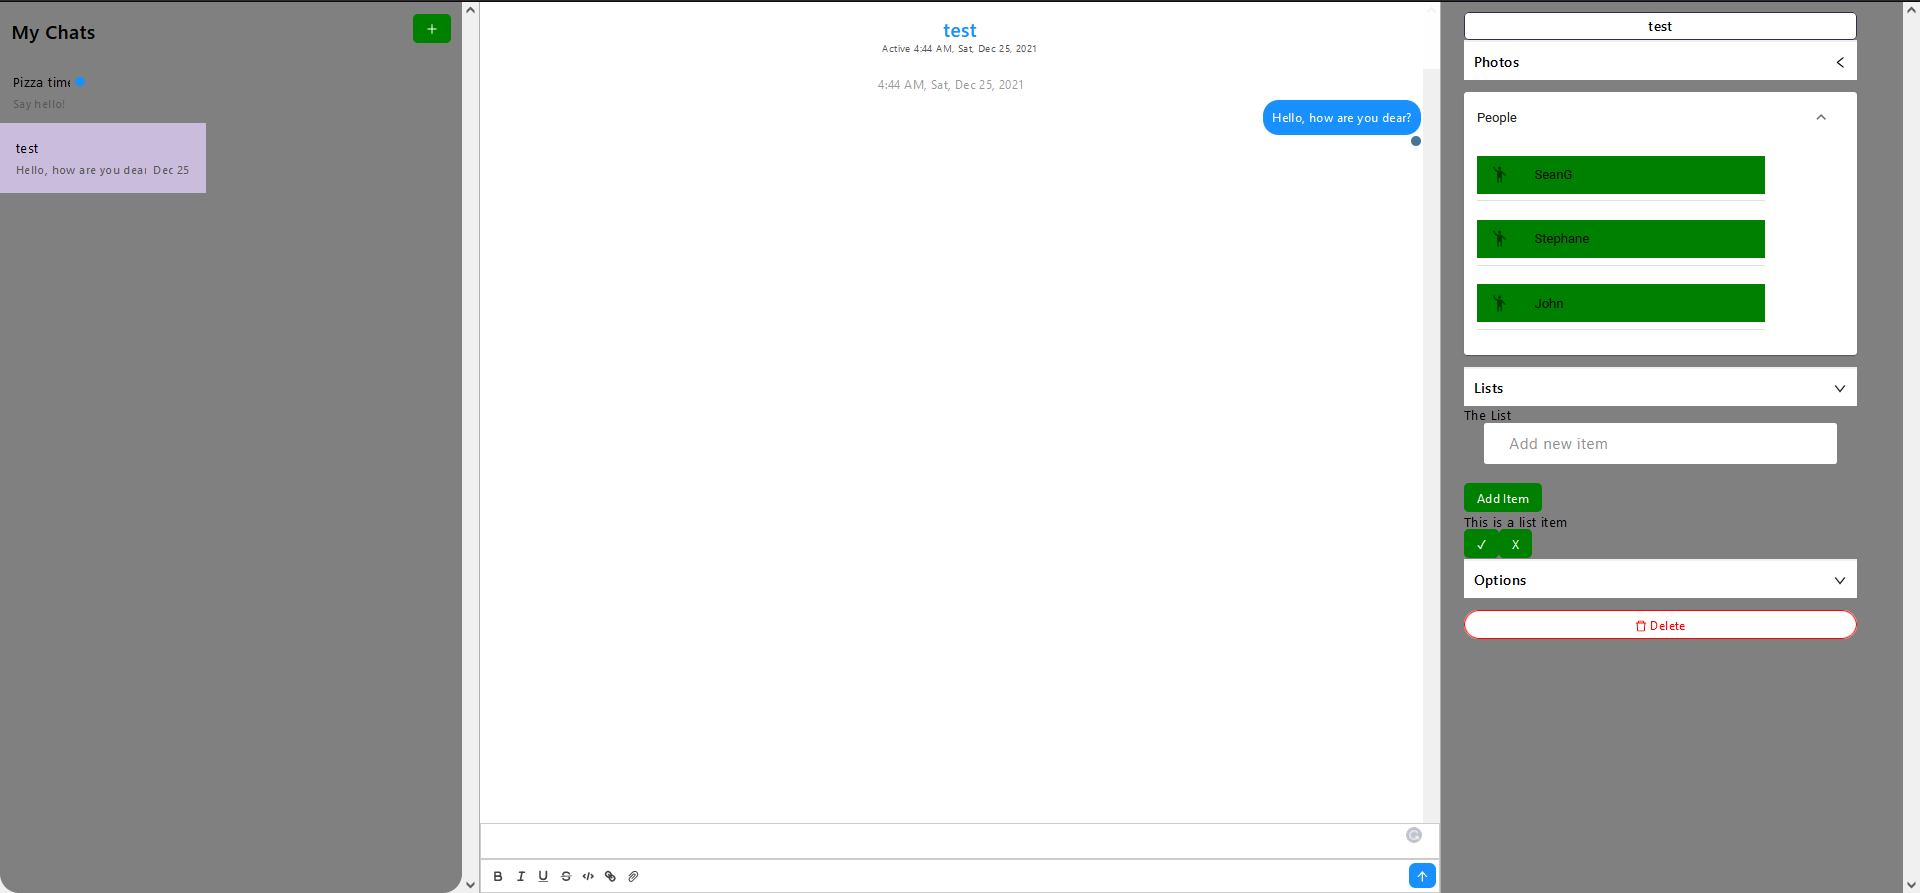 My Chats
+
Pizza time
Say hello!
test
Hello, how are you dear Dec 25
test
Active 4:44 AM, Sat, Dec 25, 2021
4:44 AM, Sat, Dec 25, 2021
Hello, how are you dear?
B I U S </>
test
Photos
People
SeanG
Stephane
John
Lists
The List
Add new item
Add Item
This is a list item
✓ X
Options
Delete